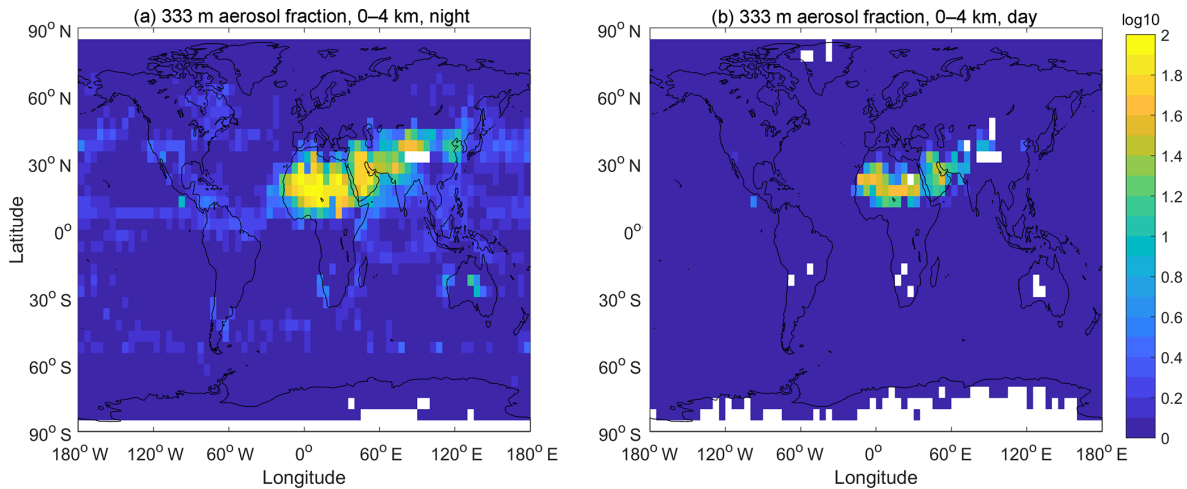 (a) 333 m aerosol fraction, 0–4 km, night
(b) 333 m aerosol fraction, 0–4 km, day
log10
90° N
60° N
30° N
0°
30° S
60° S
90° S
Latitude
180° W
120° W
60° W
0°
60° E
120° E
180° E
Longitude
90° N
60° N
30° N
0°
30° S
60° S
90° S
180° W
120° W
60° W
0°
60° E
120° E
180° E
Longitude
2
1.8
1.6
1.4
1.2
1
0.8
0.6
0.4
0.2
0